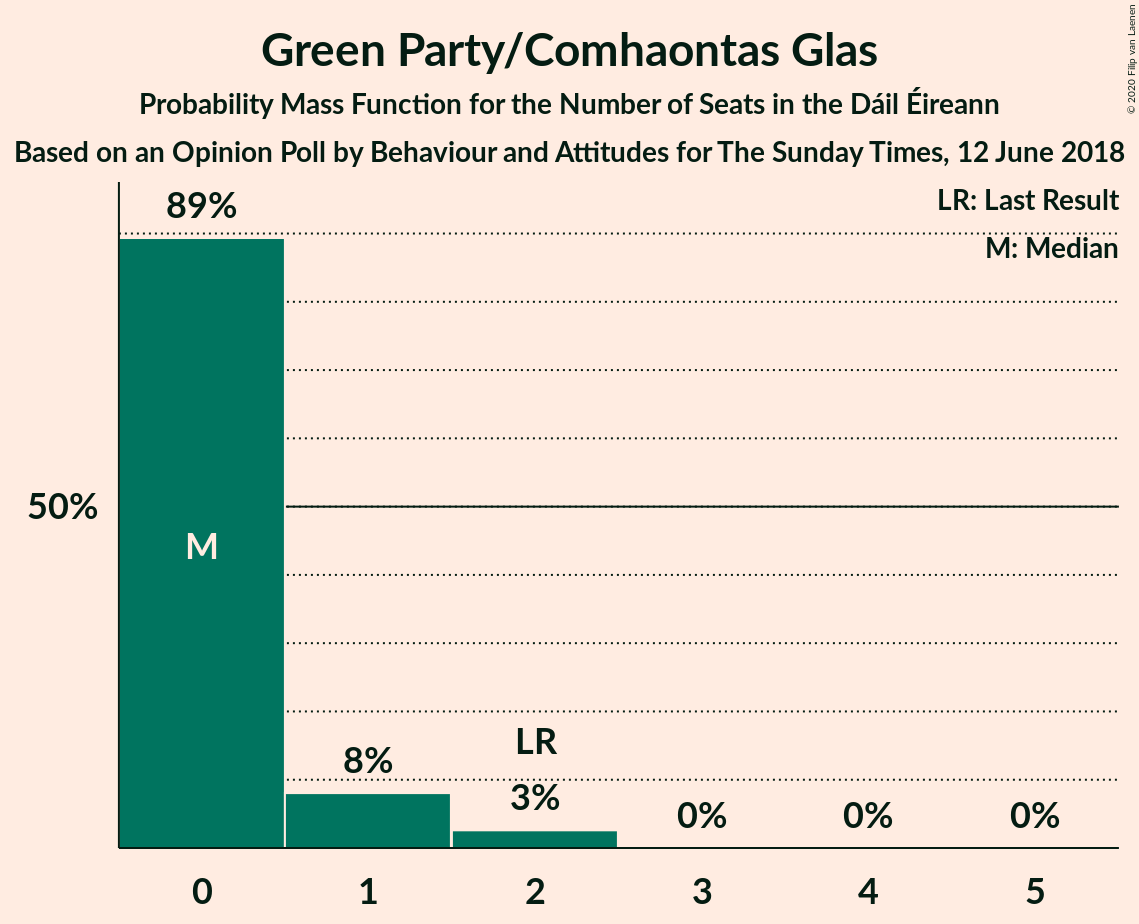 Green Party/Comhaontas Glas
Probability Mass Function for the Number of Seats in the Dáil Éireann
Based on an Opinion Poll by Behaviour and Attitudes for The Sunday Times, 12 June 2018
© 2020 Filip van Laenen
LR: Last Result
M: Median
89%
50%
M
8%
LR
3%
0%
0%
0%
0 1 2 3 4 5